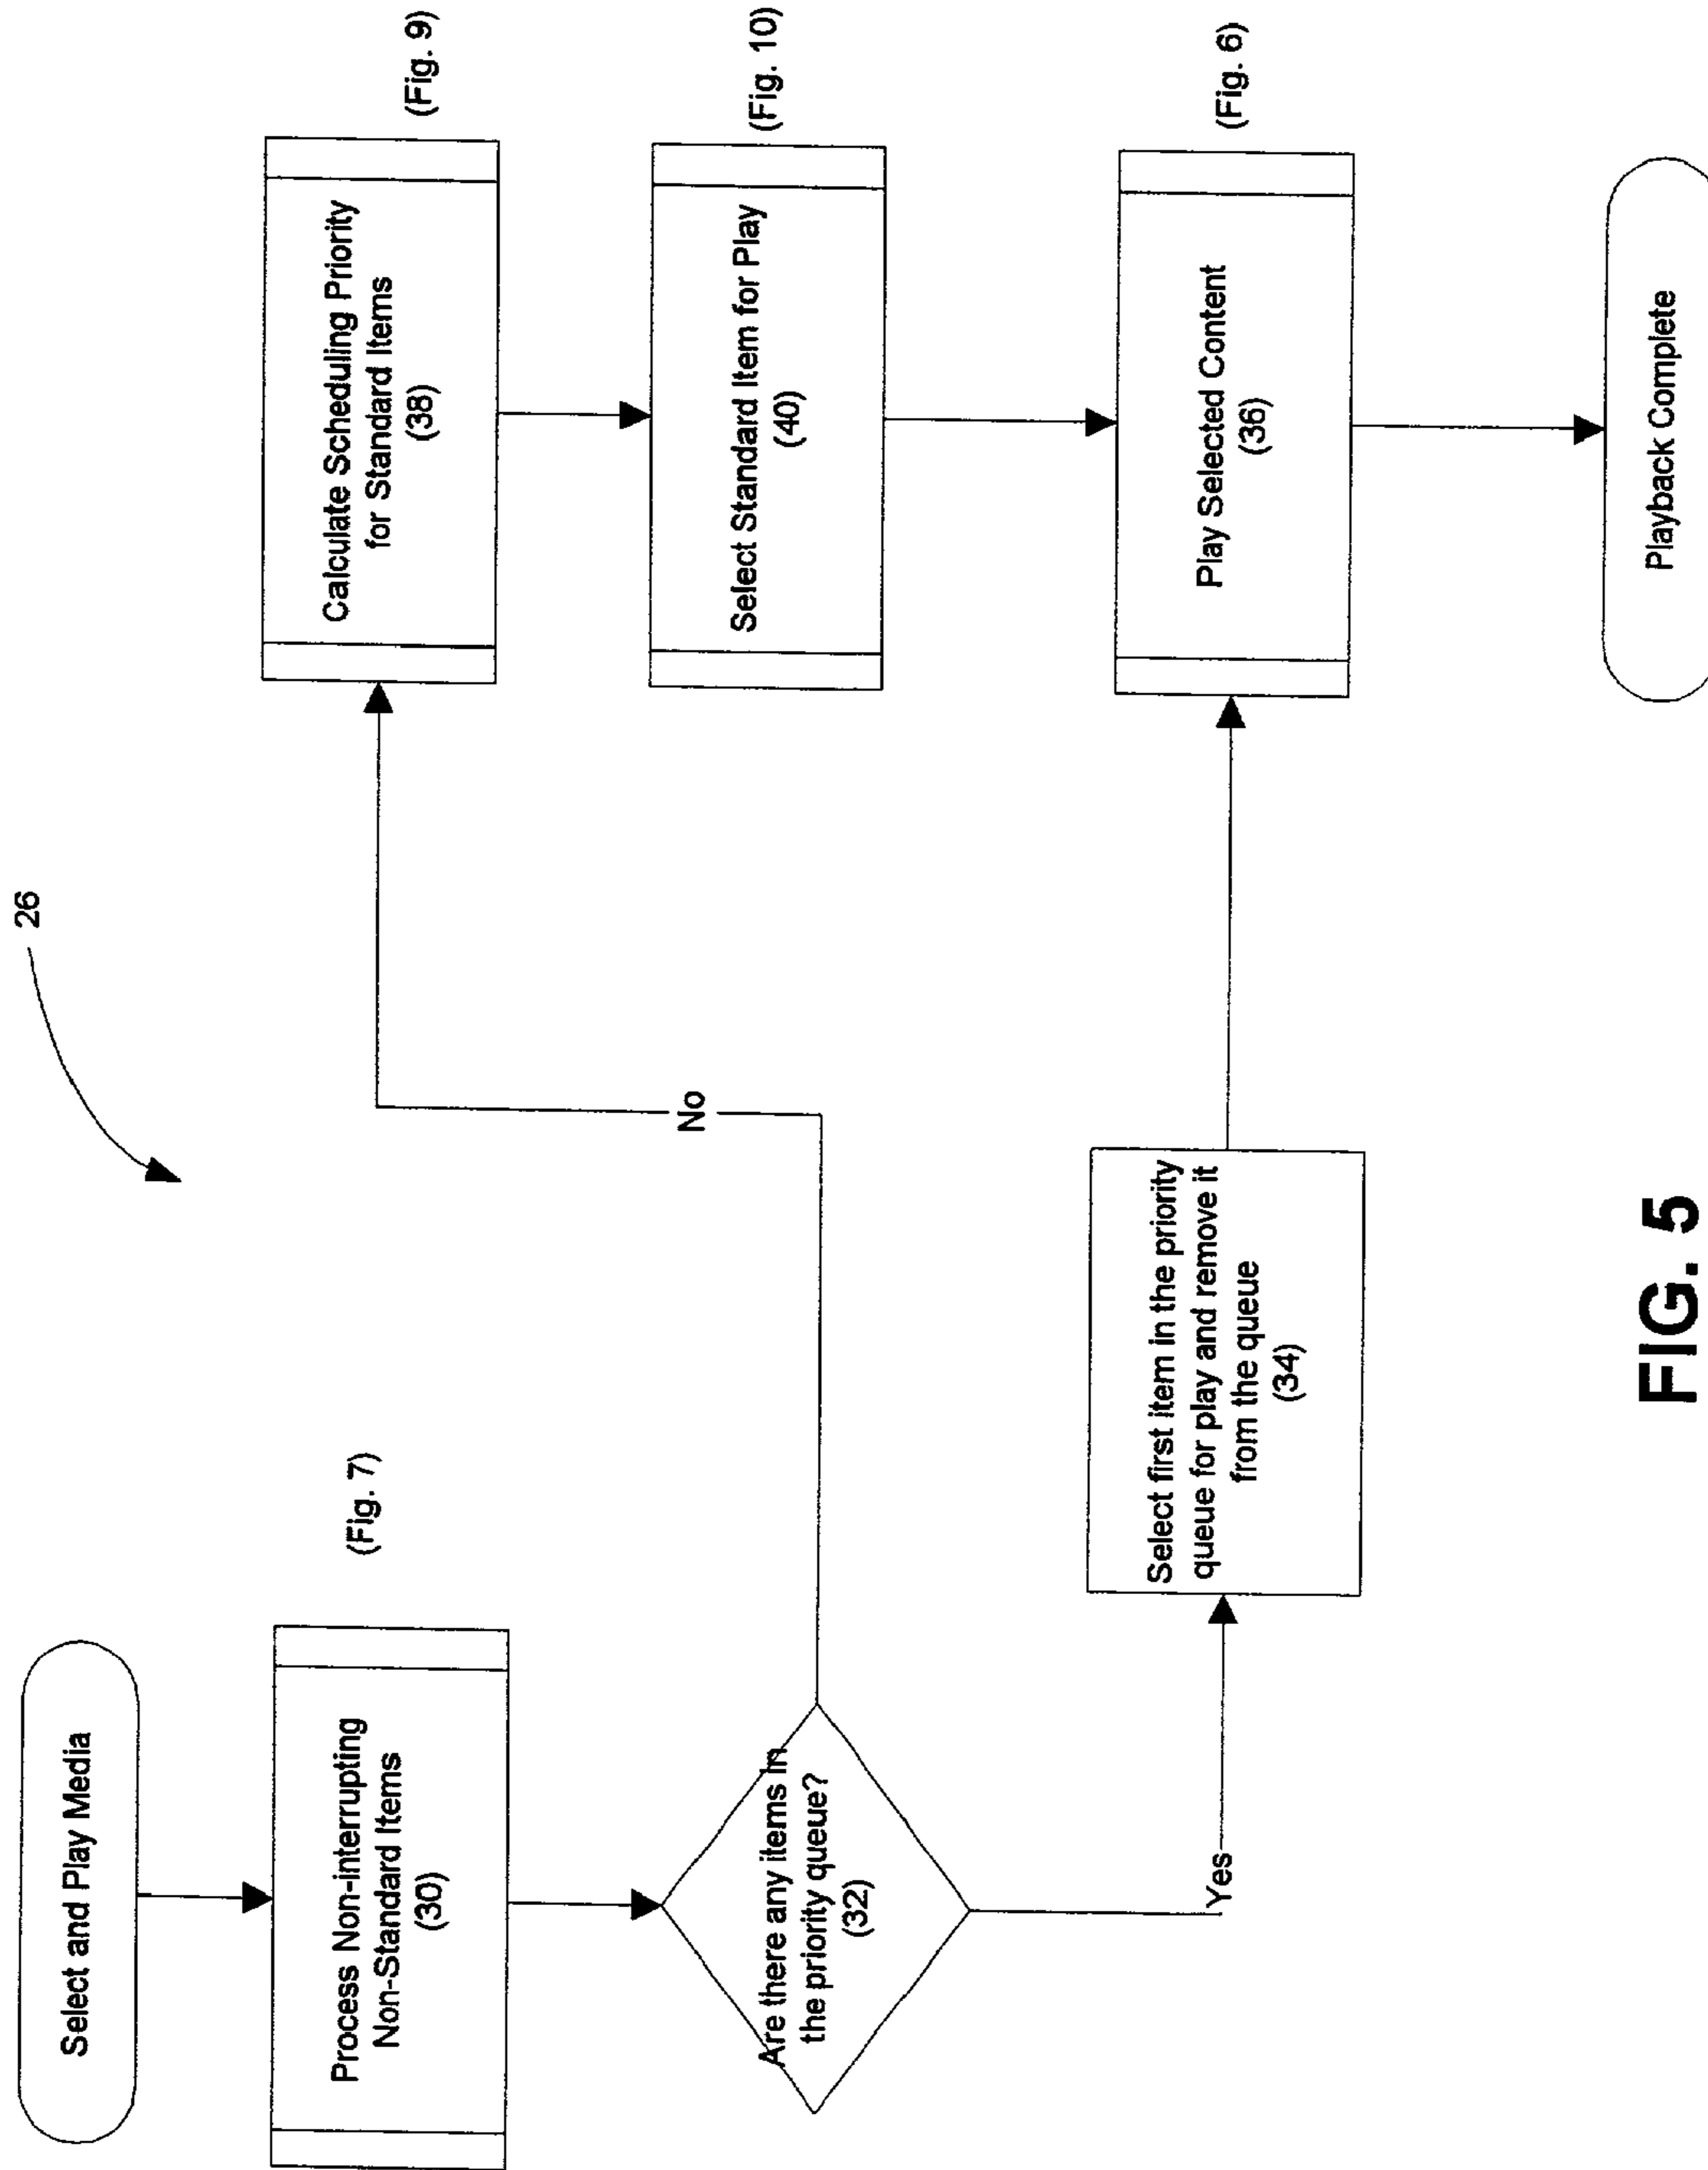 26
Select and Play Media
Process Non-interrupting
Non-Standard Items
(30)
(Fig. 7)
Are there any items in
the priority queue?
(32)
No
Yes
Select first item in the priority
queue for play and remove it
from the queue
(34)
Calculate Scheduling Priority
for Standard Items
(38)
(Fig. 9)
Select Standard Item for Play
(40)
(Fig. 10)
Play Selected Content
(36)
(Fig. 6)
Playback Complete
FIG. 5